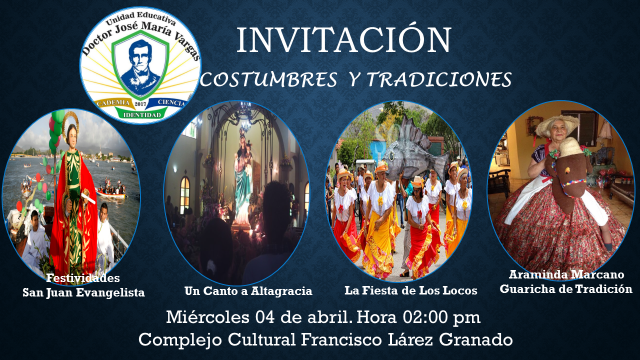 Unidad Educativa
Doctor José María Vargas
ACADEMIA 2017 CIENCIA
IDENTIDAD
INVITACIÓN
COSTUMBRES Y TRADICIONES
Festividades
San Juan Evangelista
Un Canto a Altagracia
La Fiesta de Los Locos
Araminda Marcano
Guaricha de Tradición
Miércoles 04 de abril. Hora 02:00 pm
Complejo Cultural Francisco Lárez Granado